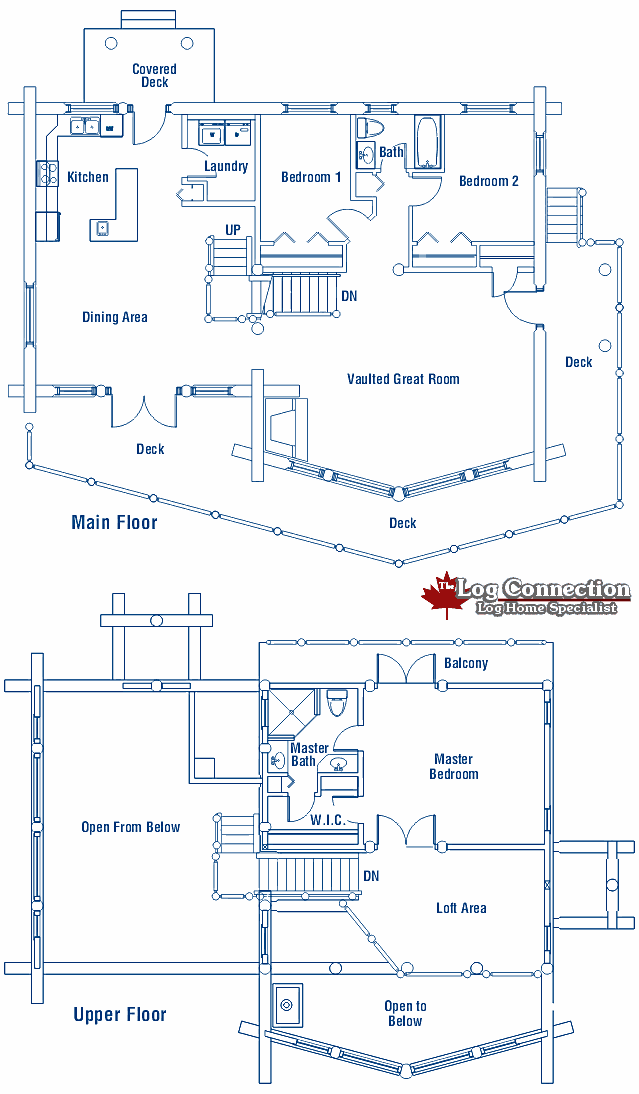 Covered
Deck
Kitchen
Laundry
Bedroom 1
Bath
Bedroom 2
UP
DN
Dining Area
Vaulted Great Room
Deck
Deck
Deck
Main Floor
The Log Connection
Log Home Specialist
Balcony
Master
Bath
Master
Bedroom
W.I.C.
Open From Below
DN
Loft Area
Open to
Below
Upper Floor